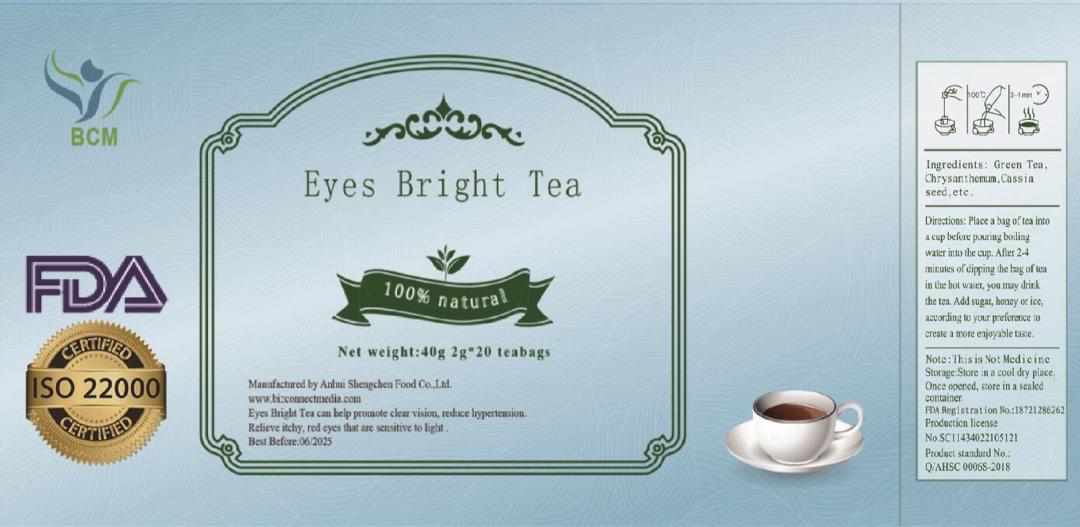 BCM
FDA
CERTIFIED
ISO 22000
CERTIFIED
Eyes Bright Tea
100% natural
Net weight:40g 2g*20 teabags
Manufactured by Anhui Shengchen Food Co.,Ltd.
www.bizconnectmedia.com
Eyes Bright Tea can help promote clear vision, reduce hypertension.
Relieve itchy, red eyes that are sensitive to light .
Best Before:06/2025
100℃
Ingredients: Green Tea,
Chrysanthemum,Cassia
seed,etc.
Directions: Place a bag of tea into
a cup before pouring boiling
water into the cup. After 2-4
minutes of dipping the bag of tea
in the hot water, you may drink
the tea. Add sugar, honey or ice,
according to your preference to
create a more enjoyable taste.
Note:This is Not Medicine
Storage:Store in a cool dry place.
Once opened, store in a sealed
container.
FDA Registration No.:18721286262
Production license
No.SC11434022105121
Product standard No.:
Q/AHSC 0006S-2018